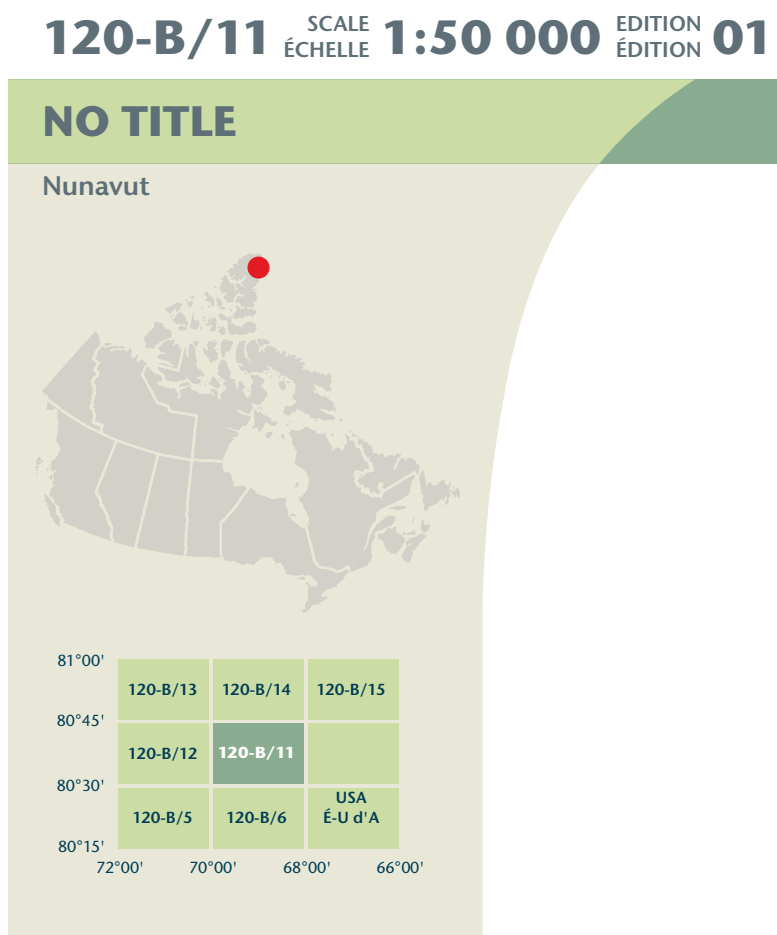 120-B/11 SCALE ÉCHELLE 1:50 000 EDITION ÉDITION 01
NO TITLE
Nunavut
81°00'
120-B/13 120-B/14 120-B/15
80°45'
120-B/12 120-B/11
80°30'
USA
120-B/5 120-B/6 É-U d'A
80°15'
72°00' 70°00' 68°00' 66°00'